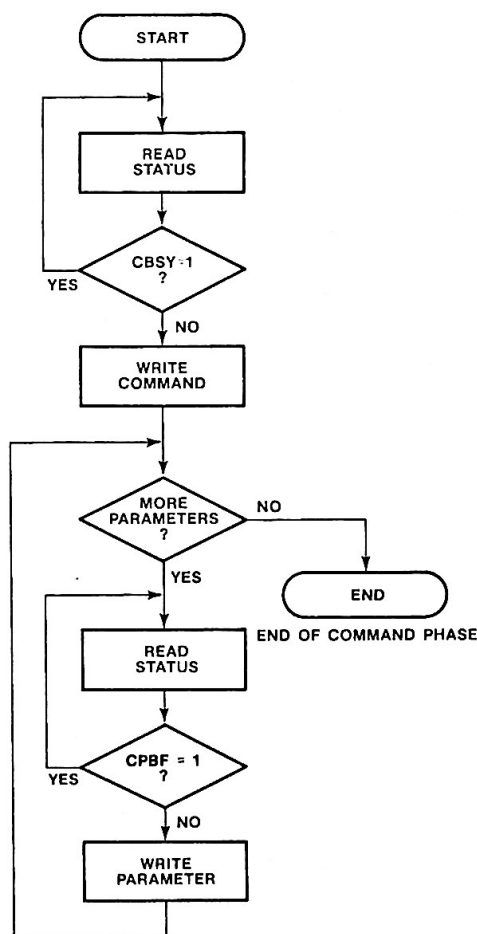 START
READ
STATUS
CBSY=1
?
YES
NO
WRITE
COMMAND
MORE
PARAMETERS
?
NO
YES
END
END OF COMMAND PHASE
READ
STATUS
CPBF = 1
?
YES
NO
WRITE
PARAMETER